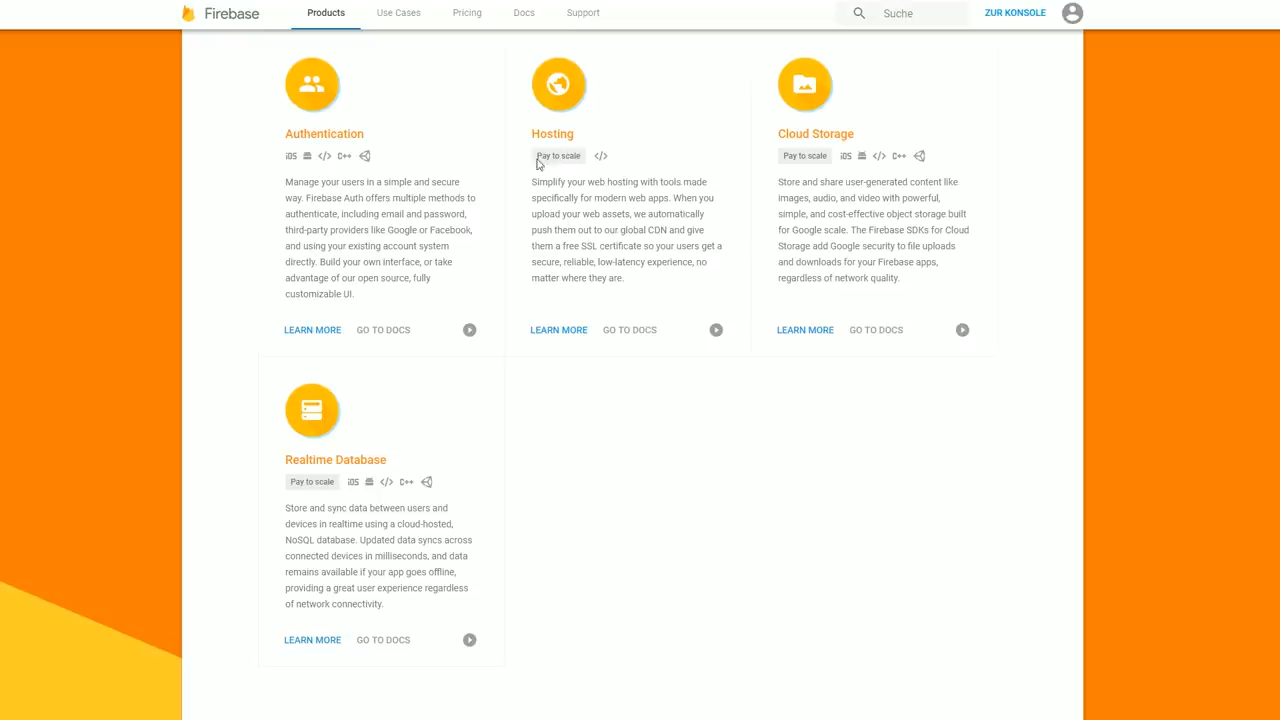 Firebase
Products
Use Cases
Pricing
Docs
Support
Suche
ZUR KONSOLE
Authentication
iOS </> C++
Manage your users in a simple and secure
way. Firebase Auth offers multiple methods to
authenticate, including email and password,
third-party providers like Google or Facebook,
and using your existing account system
directly. Build your own interface, or take
advantage of our open source, fully
customizable UI.
LEARN MORE GO TO DOCS
Hosting
Pay to scale </>
Simplify your web hosting with tools made
specifically for modern web apps. When you
upload your web assets, we automatically
push them out to our global CDN and give
them a free SSL certificate so your users get a
secure, reliable, low-latency experience, no
matter where they are.
LEARN MORE GO TO DOCS
Cloud Storage
Pay to scale iOS </> C++
Store and share user-generated content like
images, audio, and video with powerful,
simple, and cost-effective object storage built
for Google scale. The Firebase SDKs for Cloud
Storage add Google security to file uploads
and downloads for your Firebase apps,
regardless of network quality.
LEARN MORE GO TO DOCS
Realtime Database
Pay to scale iOS </> C++
Store and sync data between users and
devices in realtime using a cloud-hosted,
NoSQL database. Updated data syncs across
connected devices in milliseconds, and data
remains available if your app goes offline,
providing a great user experience regardless
of network connectivity.
LEARN MORE GO TO DOCS